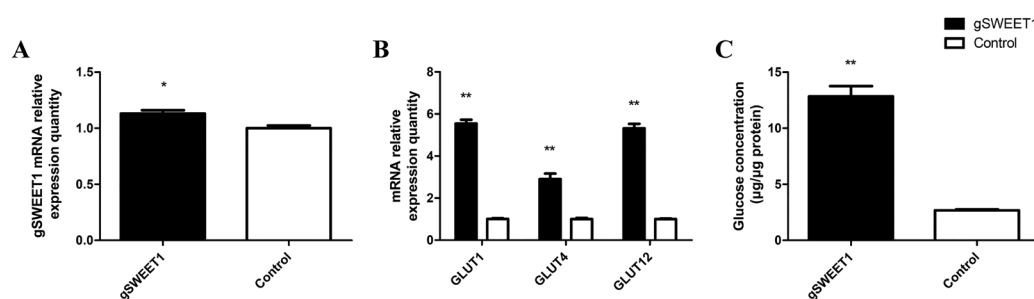 gSWEET1
Control
A
gSWEET1 mRNA relative
expression quantity
1.5
1.0
0.5
0.0
*
gSWEET1
Control
B
mRNA relative
expression quantity
8
6
4
2
0
**
**
**
GLUT1
GLUT4
GLUT12
C
Glucose concentration
(µg/µg protein)
15
10
5
0
**
gSWEET1
Control